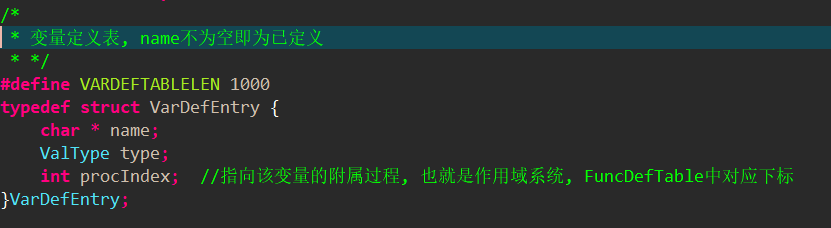 /*
 * 变量定义表, name不为空即为已定义
 * */
#define VARDEFTABLELEN 1000
typedef struct VarDefEntry {
    char * name;
    ValType type;
    int procIndex;  //指向该变量的附属过程, 也就是作用域系统, FuncDefTable中对应下标
}VarDefEntry;